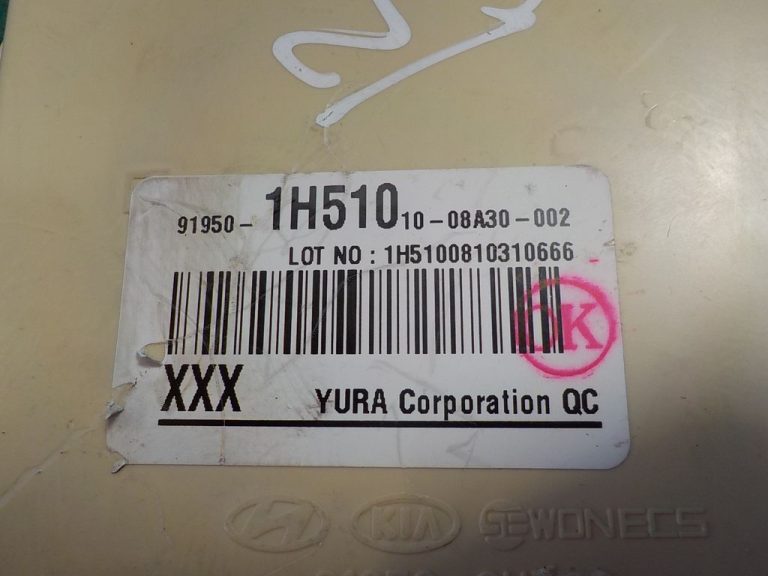 91950- 1H510 10-08A30-002
LOT NO : 1H5100810310666
OK
XXX YURA Corporation QC
KIA SEWONECS